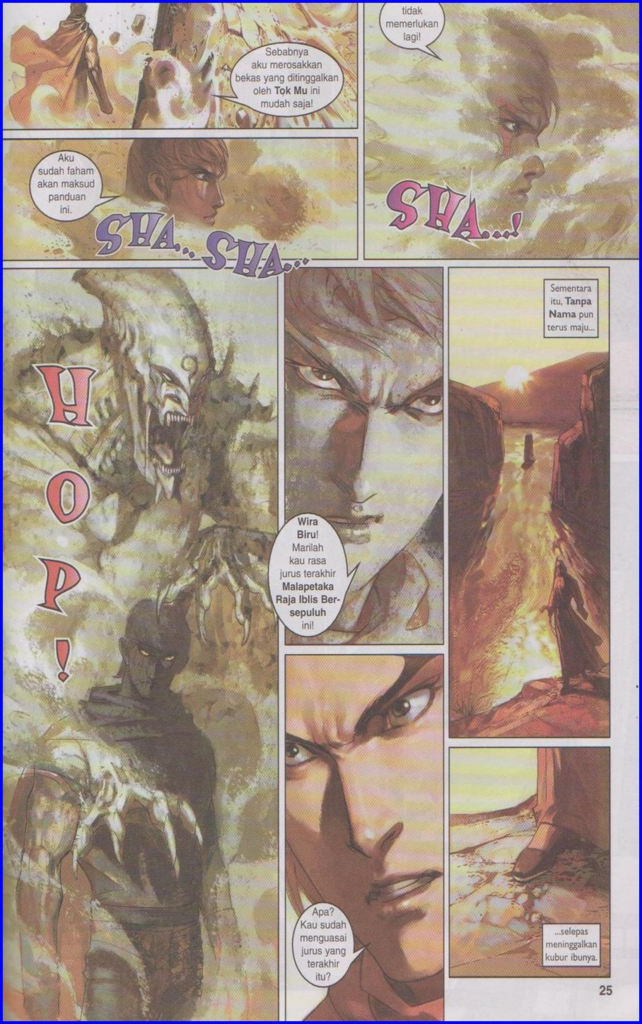 Sebabnya
aku merosakkan
bekas yang ditinggalkan
oleh Tok Mu ini
mudah saja!
tidak
memerlukan
lagi!
Aku
sudah faham
akan maksud
panduan
ini.
SHA... SHA...
SHA...!
HOP!
Wira
Biru!
Marilah
kau rasa
jurus terakhir
Malapetaka
Raja Iblis Ber-
sepuluh
ini!
Apa?
Kau sudah
menguasai
jurus yang
terakhir
itu?
Sementara
itu, Tanpa
Nama pun
terus maju...
...selepas
meninggalkan
kubur ibunya.
25